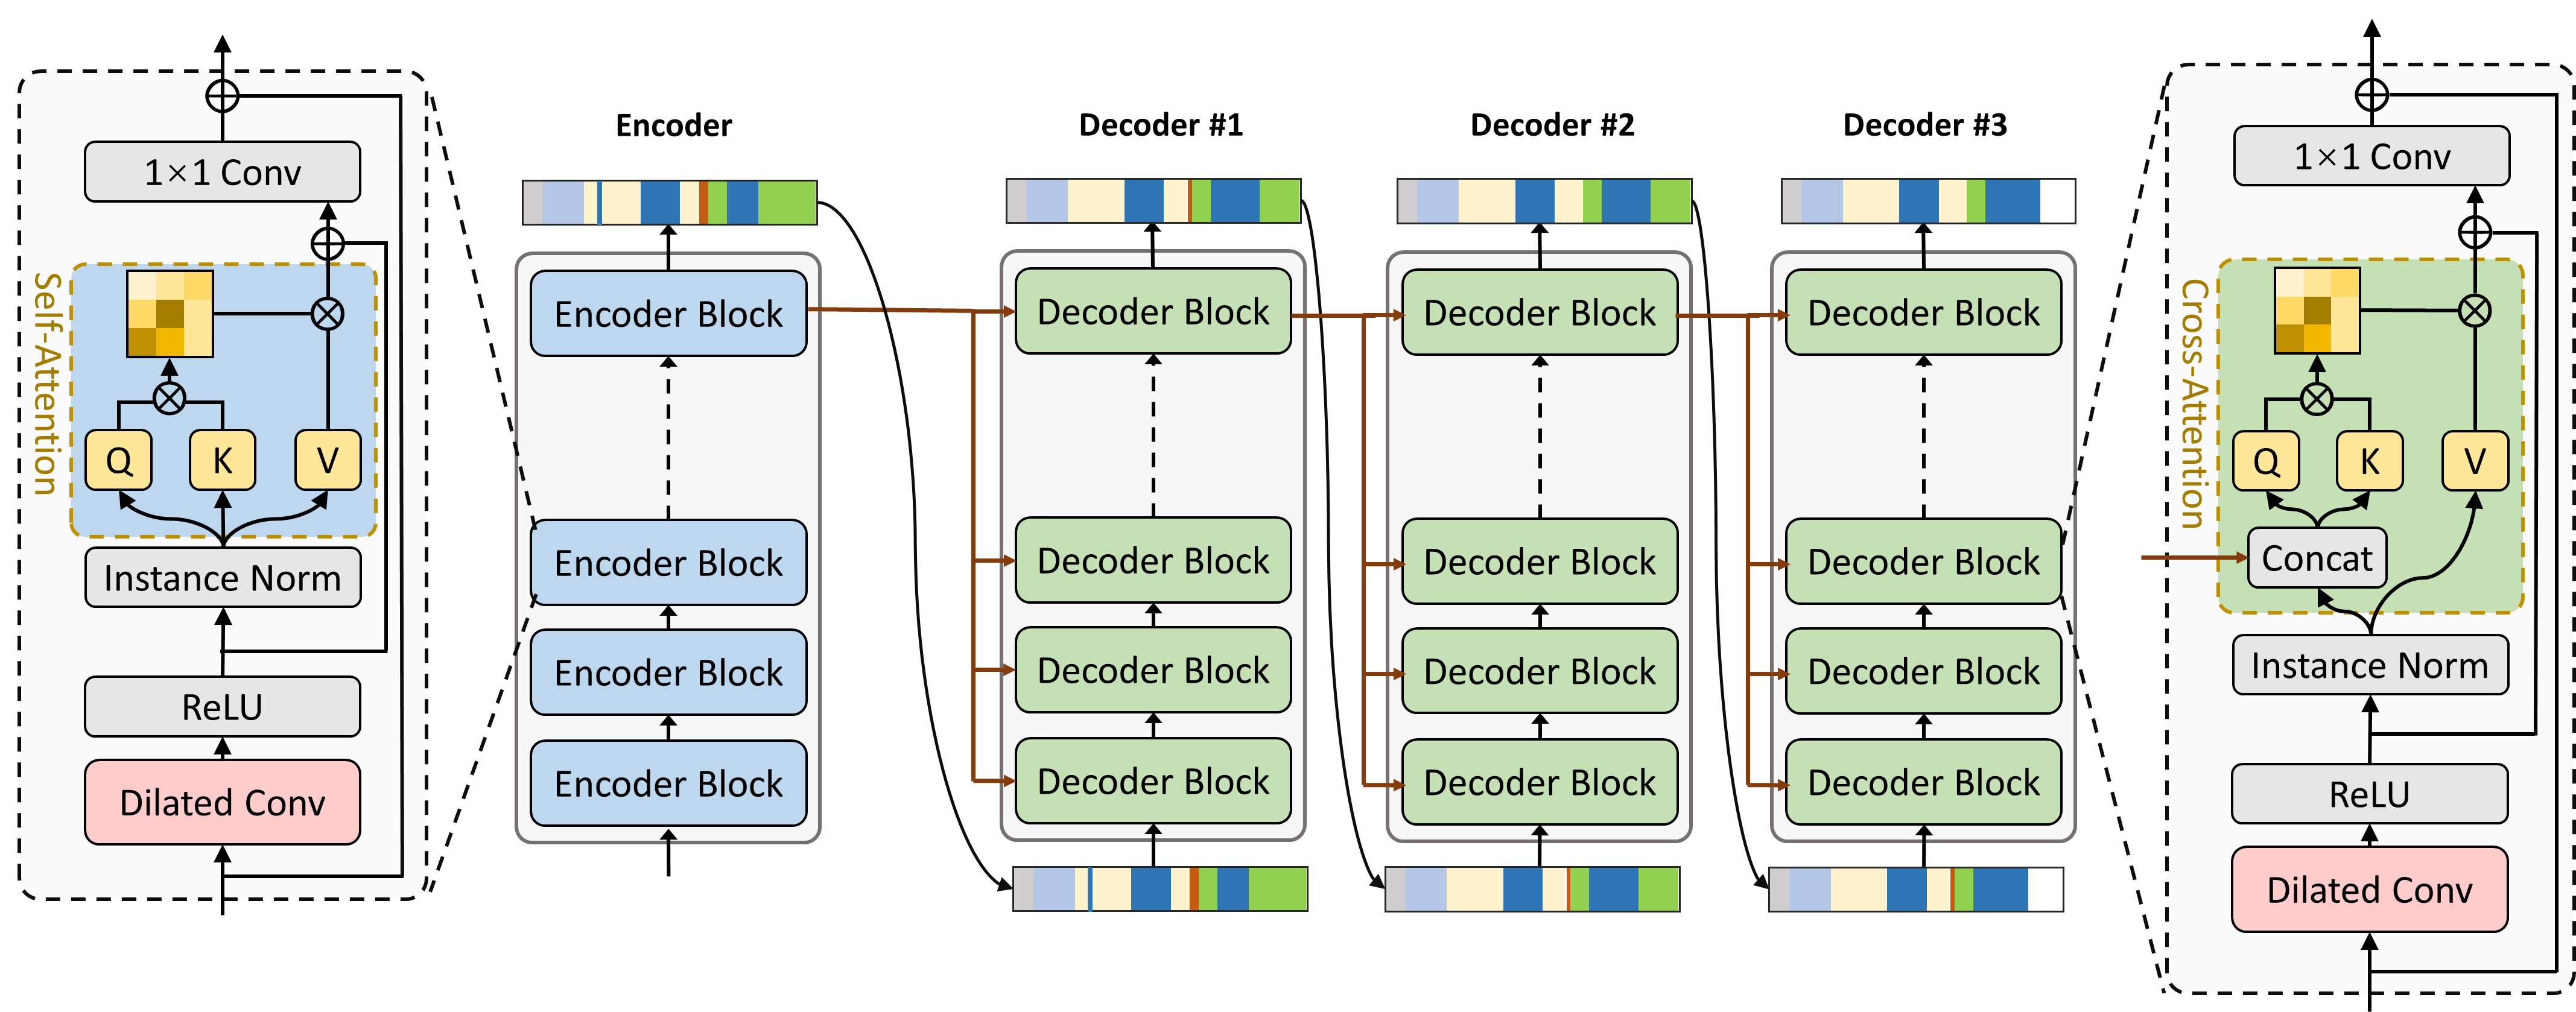 1×1 Conv
Self-Attention
Q
K
V
Instance Norm
ReLU
Dilated Conv
Encoder
Encoder Block
Encoder Block
Encoder Block
Encoder Block
Decoder #1
Decoder Block
Decoder Block
Decoder Block
Decoder Block
Decoder #2
Decoder Block
Decoder Block
Decoder Block
Decoder Block
Decoder #3
Decoder Block
Decoder Block
Decoder Block
Decoder Block
1×1 Conv
Cross-Attention
Q
K
V
Concat
Instance Norm
ReLU
Dilated Conv